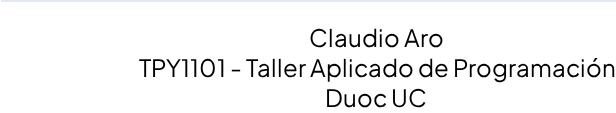 Claudio Aro
TPY1101 - Taller Aplicado de Programación
Duoc UC